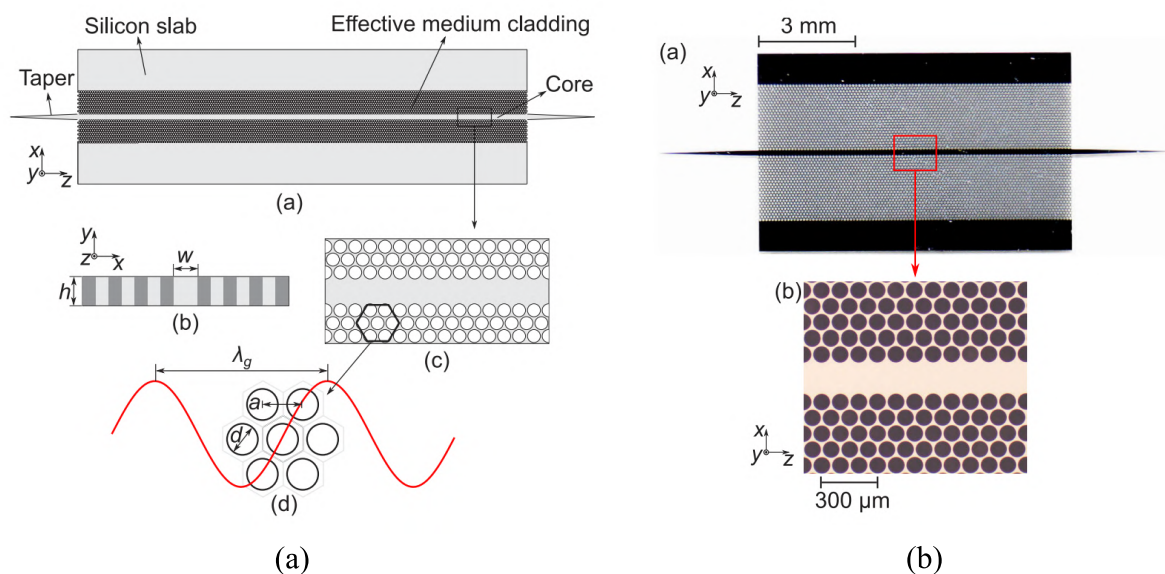 Silicon slab
Effective medium cladding
Taper
Core
x
y z
(a)
y
z x
w
h
(b)
(c)
λg
a
d
(d)
(a)
(a)
3 mm
x
y z
(b)
x
y z
300 μm
(b)